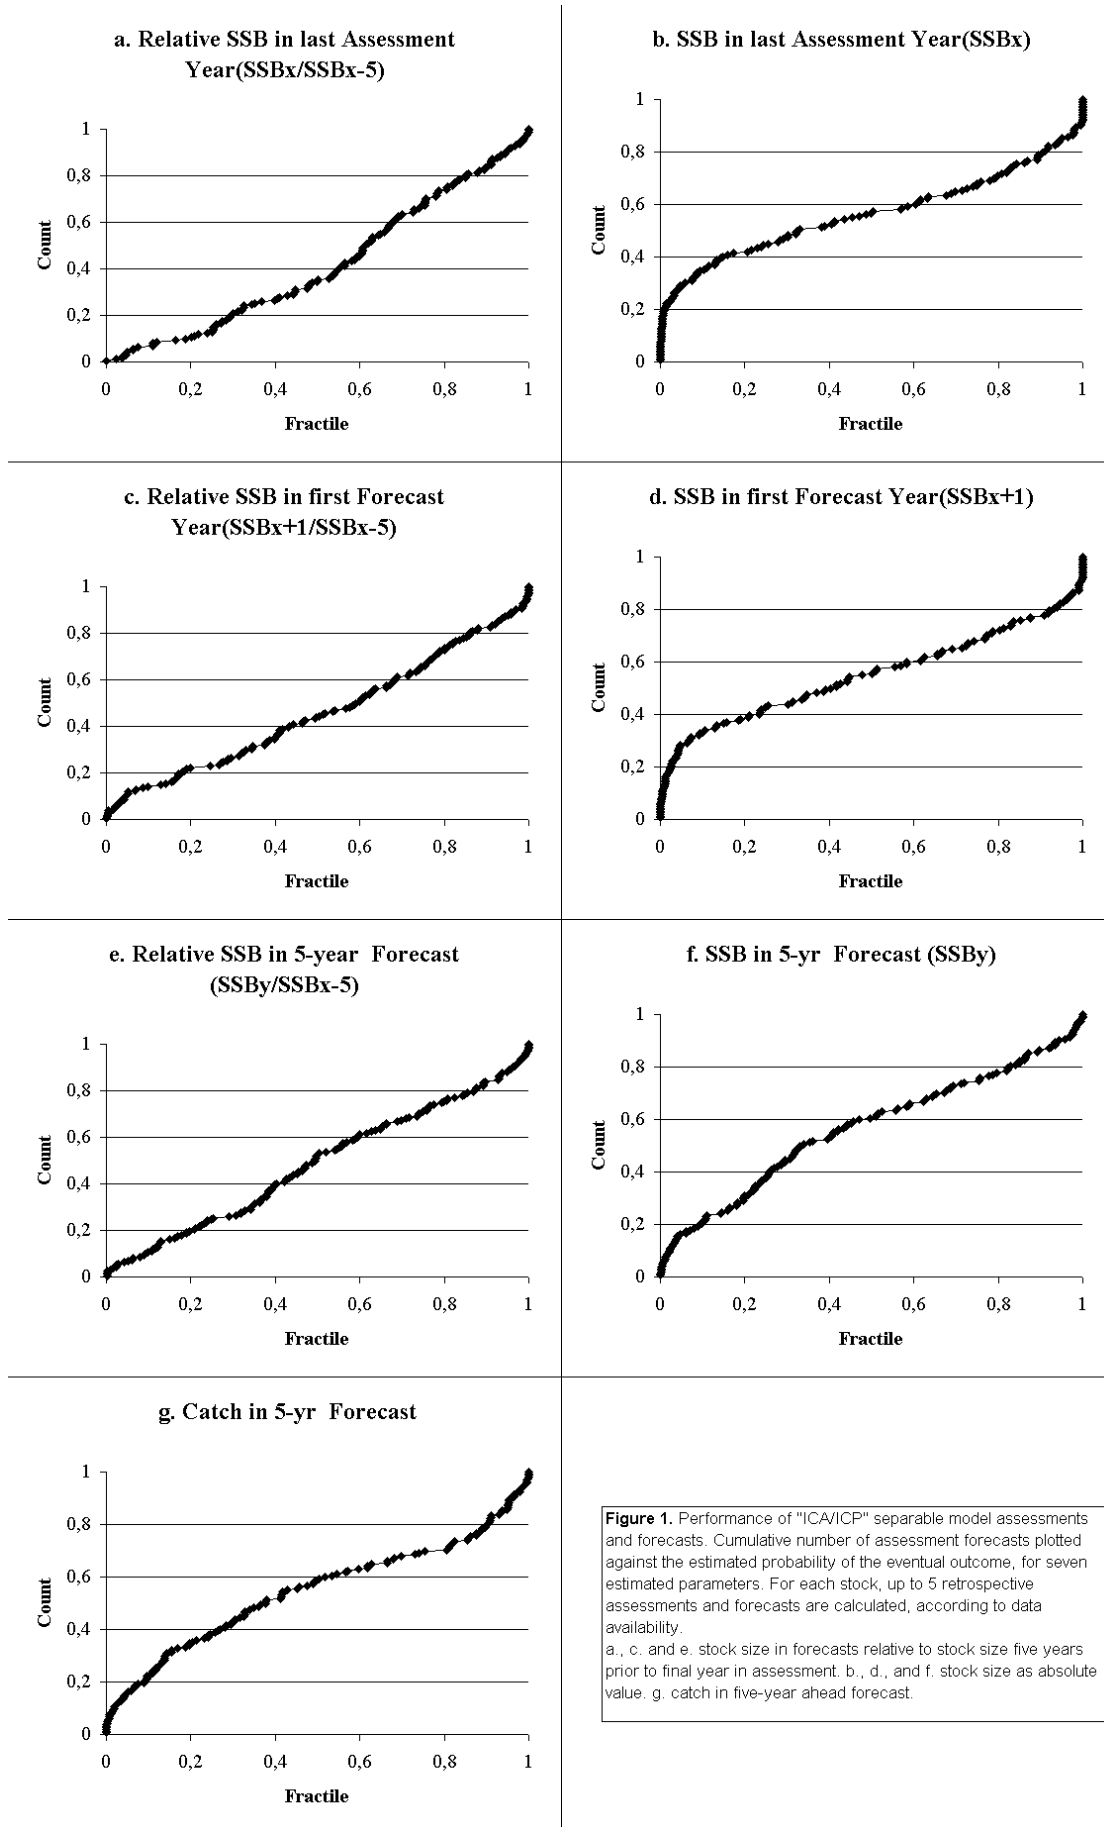 a. Relative SSB in last Assessment
Year(SSBx/SSBx-5)
1
0,8
0,6
0,4
0,2
0
Count
0 0,2 0,4 0,6 0,8 1
Fractile
b. SSB in last Assessment Year(SSBx)
1
0,8
0,6
0,4
0,2
0
Count
0 0,2 0,4 0,6 0,8 1
Fractile
c. Relative SSB in first Forecast
Year(SSBx+1/SSBx-5)
1
0,8
0,6
0,4
0,2
0
Count
0 0,2 0,4 0,6 0,8 1
Fractile
d. SSB in first Forecast Year(SSBx+1)
1
0,8
0,6
0,4
0,2
0
Count
0 0,2 0,4 0,6 0,8 1
Fractile
e. Relative SSB in 5-year Forecast
(SSBy/SSBx-5)
1
0,8
0,6
0,4
0,2
0
Count
0 0,2 0,4 0,6 0,8 1
Fractile
f. SSB in 5-yr Forecast (SSBy)
1
0,8
0,6
0,4
0,2
0
Count
0 0,2 0,4 0,6 0,8 1
Fractile
g. Catch in 5-yr Forecast
1
0,8
0,6
0,4
0,2
0
Count
0 0,2 0,4 0,6 0,8 1
Fractile
Figure 1. Performance of "ICA/ICP" separable model assessments
and forecasts. Cumulative number of assessment forecasts plotted
against the estimated probability of the eventual outcome, for seven
estimated parameters. For each stock, up to 5 retrospective
assessments and forecasts are calculated, according to data
availability.
a., c. and e. stock size in forecasts relative to stock size five years
prior to final year in assessment. b., d., and f. stock size as absolute
value. g. catch in five-year ahead forecast.